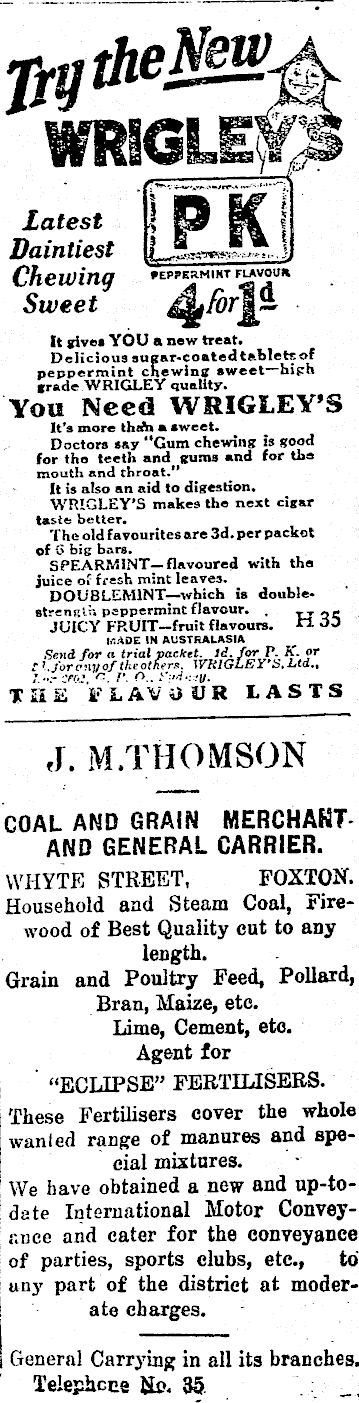 Try the New
WRIGLEY'S
P K
Latest
Daintiest
Chewing
Sweet
PEPPERMINT FLAVOUR
4 for 1d
It gives YOU a new treat.
Delicious sugar-coated tablets of
peppermint chewing sweet—high
grade WRIGLEY quality.
You Need WRIGLEY'S
It's more than a sweet.
Doctors say "Gum chewing is good
for the teeth and gums and for the
mouth and throat."
It is also an aid to digestion.
WRIGLEY'S makes the next cigar
taste better.
The old favourites are 3d. per packet
of 6 big bars.
SPEARMINT—flavoured with the
juice of fresh mint leaves.
DOUBLEMINT—which is double-
strength peppermint flavour.
JUICY FRUIT—fruit flavours. H 35
MADE IN AUSTRALASIA
Send for a trial packet. 1d. for P. K. or
for any of the others. WRIGLEY'S, Ltd.,
G. P. O., Sydney.
THE FLAVOUR LASTS
J. M. THOMSON
COAL AND GRAIN MERCHANT
AND GENERAL CARRIER.
WHYTE STREET, FOXTON.
Household and Steam Coal, Fire-
wood of Best Quality cut to any
length.
Grain and Poultry Feed, Pollard,
Bran, Maize, etc.
Lime, Cement, etc.
Agent for
"ECLIPSE" FERTILISERS.
These Fertilisers cover the whole
wanted range of manures and spe-
cial mixtures.
We have obtained a new and up-to-
date International Motor Convey-
ance and cater for the conveyance
of parties, sports clubs, etc., to
any part of the district at moder-
ate charges.
General Carrying in all its branches.
Telephone No. 35